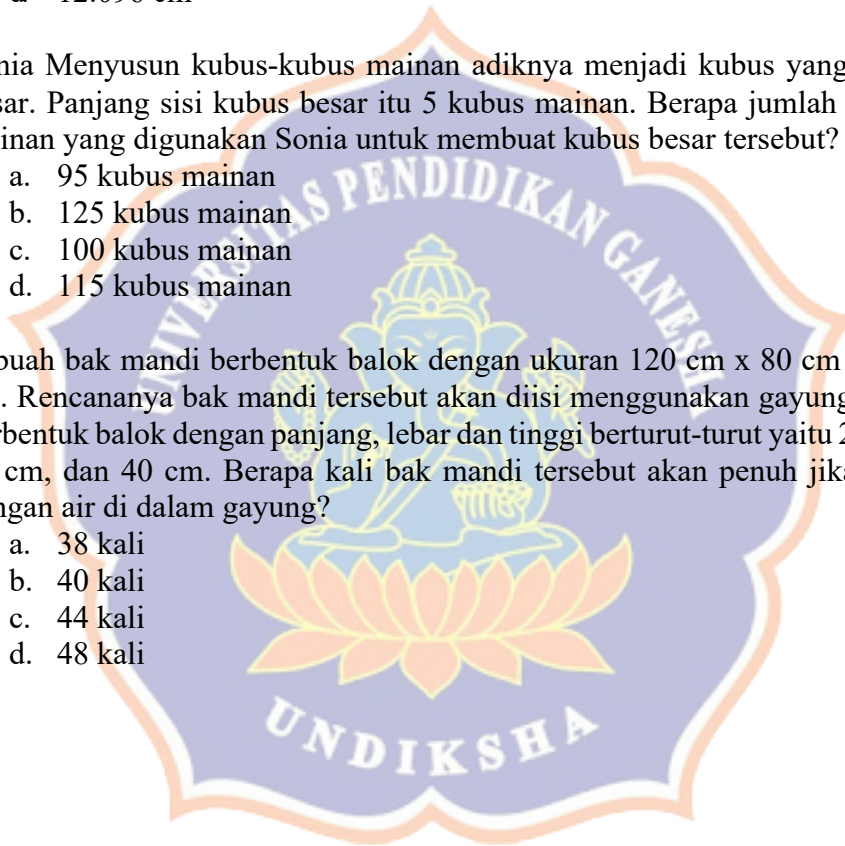 nia Menyusun kubus-kubus mainan adiknya menjadi kubus yang
sar. Panjang sisi kubus besar itu 5 kubus mainan. Berapa jumlah
inan yang digunakan Sonia untuk membuat kubus besar tersebut?
a. 95 kubus mainan
b. 125 kubus mainan
c. 100 kubus mainan
d. 115 kubus mainan
buah bak mandi berbentuk balok dengan ukuran 120 cm x 80 cm
. Rencananya bak mandi tersebut akan diisi menggunakan gayung
rbentuk balok dengan panjang, lebar dan tinggi berturut-turut yaitu 2
cm, dan 40 cm. Berapa kali bak mandi tersebut akan penuh jika
ngan air di dalam gayung?
a. 38 kali
b. 40 kali
c. 44 kali
d. 48 kali
UNIVERSITAS PENDIDIKAN GANESHA
UNDIKSHA